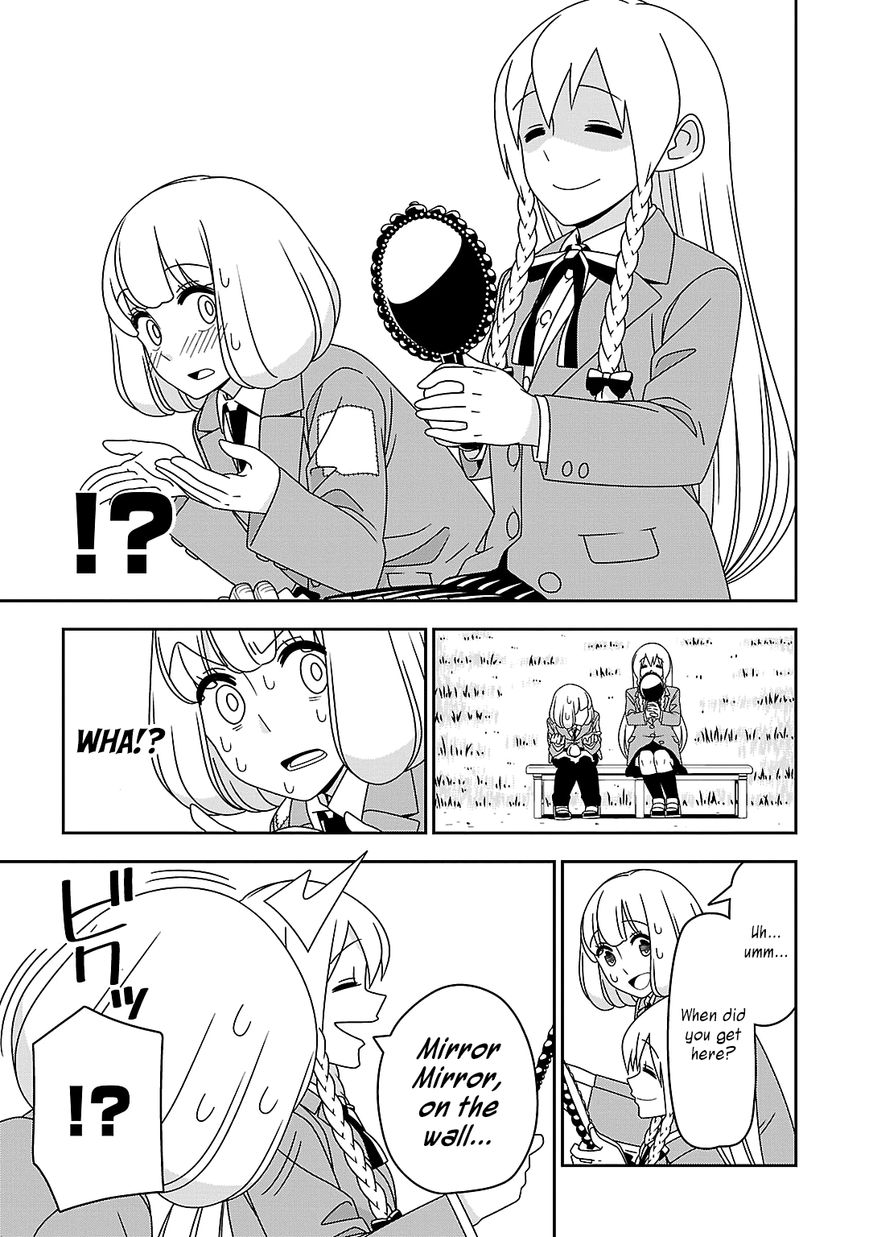 !?
WHA!?
Uh...
umm...
When did
you get
here?
Mirror
Mirror,
on the
wall...
ビクッ
!?